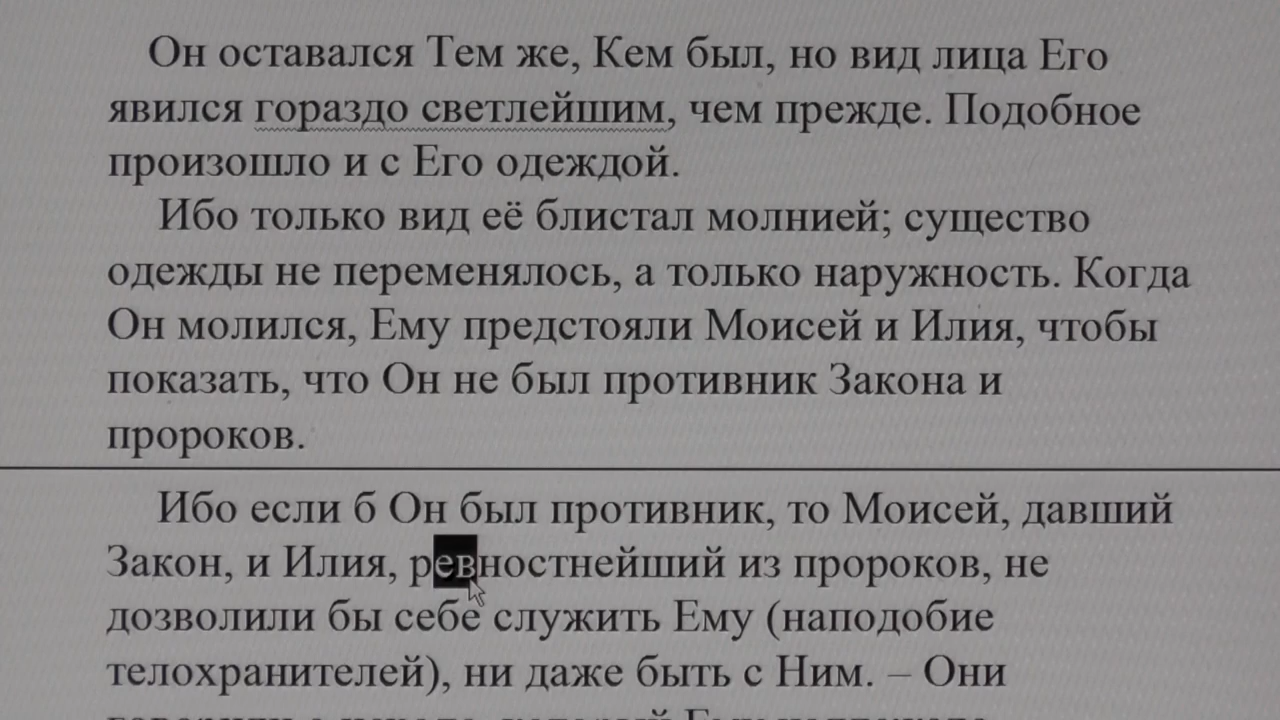 Он оставался Тем же, Кем был, но вид лица Его
явился гораздо светлейшим, чем прежде. Подобное
произошло и с Его одеждой.
Ибо только вид её блистал молнией; существо
одежды не переменялось, а только наружность. Когда
Он молился, Ему предстояли Моисей и Илия, чтобы
показать, что Он не был противник Закона и
пророков.
Ибо если б Он был противник, то Моисей, давший
Закон, и Илия, ревностнейший из пророков, не
дозволили бы себе служить Ему (наподобие
телохранителей), ни даже быть с Ним. – Они